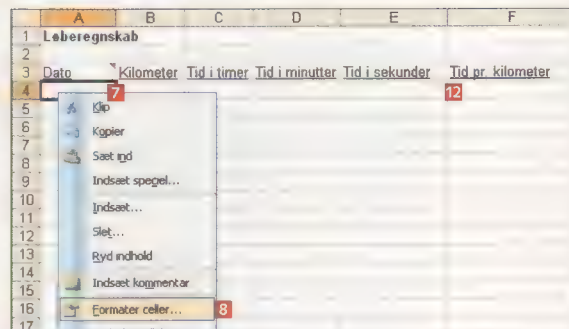 A B C D E F
1 Løberegnskab
2
3 Dato Kilometer Tid i timer Tid i minutter Tid i sekunder Tid pr. kilometer
4 7 12
5 Klip
6 Kopier
7
8 Sæt ind
9 Indsæt speciel...
10 Indsæt...
11
12 Slet...
13 Ryd indhold
14
15 Indsæt kommentar
16 Formater celler... 8
17